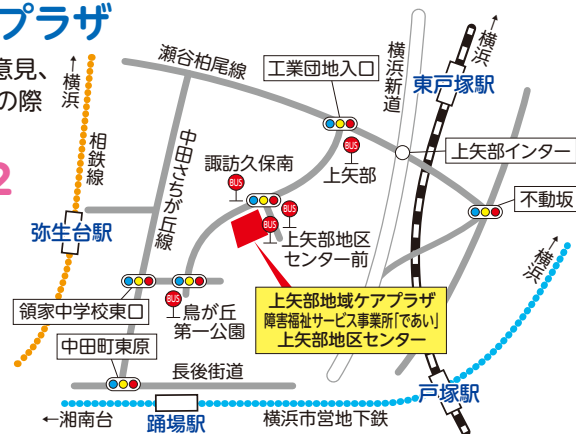 プラザ
意見、
の際
2
←横浜
相鉄線
弥生台駅
瀬谷柏尾線
中田さちが丘線
工業団地入口
横浜新道
←横浜
東戸塚駅
BUS
上矢部
上矢部インター
不動坂
諏訪久保南
BUS
BUS
BUS
上矢部地区
センター前
←横浜
領家中学校東口
BUS
鳥が丘
第一公園
上矢部地域ケアプラザ
障害福祉サービス事業所「であい」
上矢部地区センター
中田町東原
長後街道
戸塚駅
←湘南台
踊場駅
横浜市営地下鉄